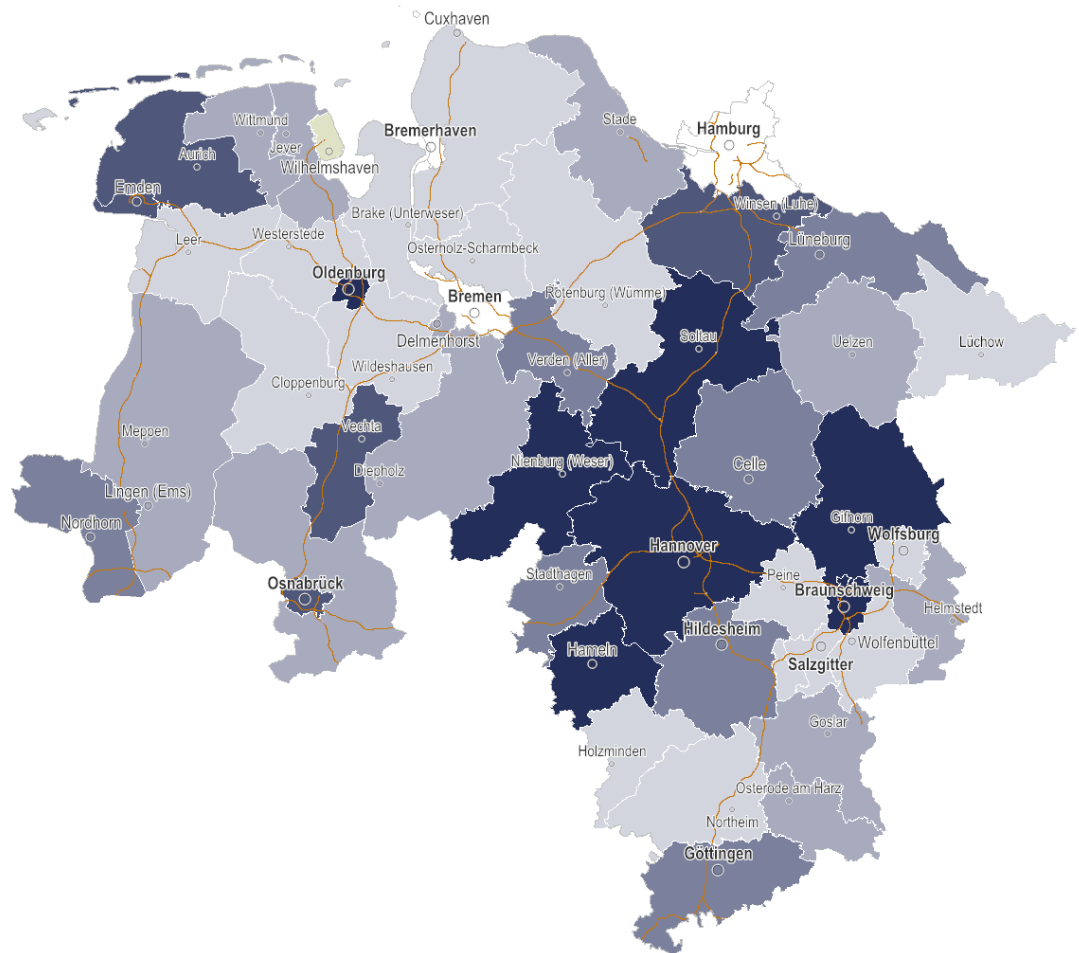 Cuxhaven
Wittmund
Stade
Hamburg
Bremerhaven
Jever
Aurich
Wilhelmshaven
Emden
Winsen (Luhe)
Brake (Unterweser)
Westerstede
Leer
Lüneburg
Osterholz-Scharmbeck
Oldenburg
Rotenburg (Wümme)
Bremen
Delmenhorst
Soltau
Uelzen
Lüchow
Verden (Aller)
Wildeshausen
Cloppenburg
Vechta
Meppen
Nienburg (Weser)
Celle
Diepholz
Lingen (Ems)
Gifhorn
Nordhorn
Wolfsburg
Hannover
Stadthagen
Peine
Osnabrück
Braunschweig
Helmstedt
Hildesheim
Wolfenbüttel
Hameln
Salzgitter
Goslar
Holzminden
Osterode am Harz
Northeim
Göttingen